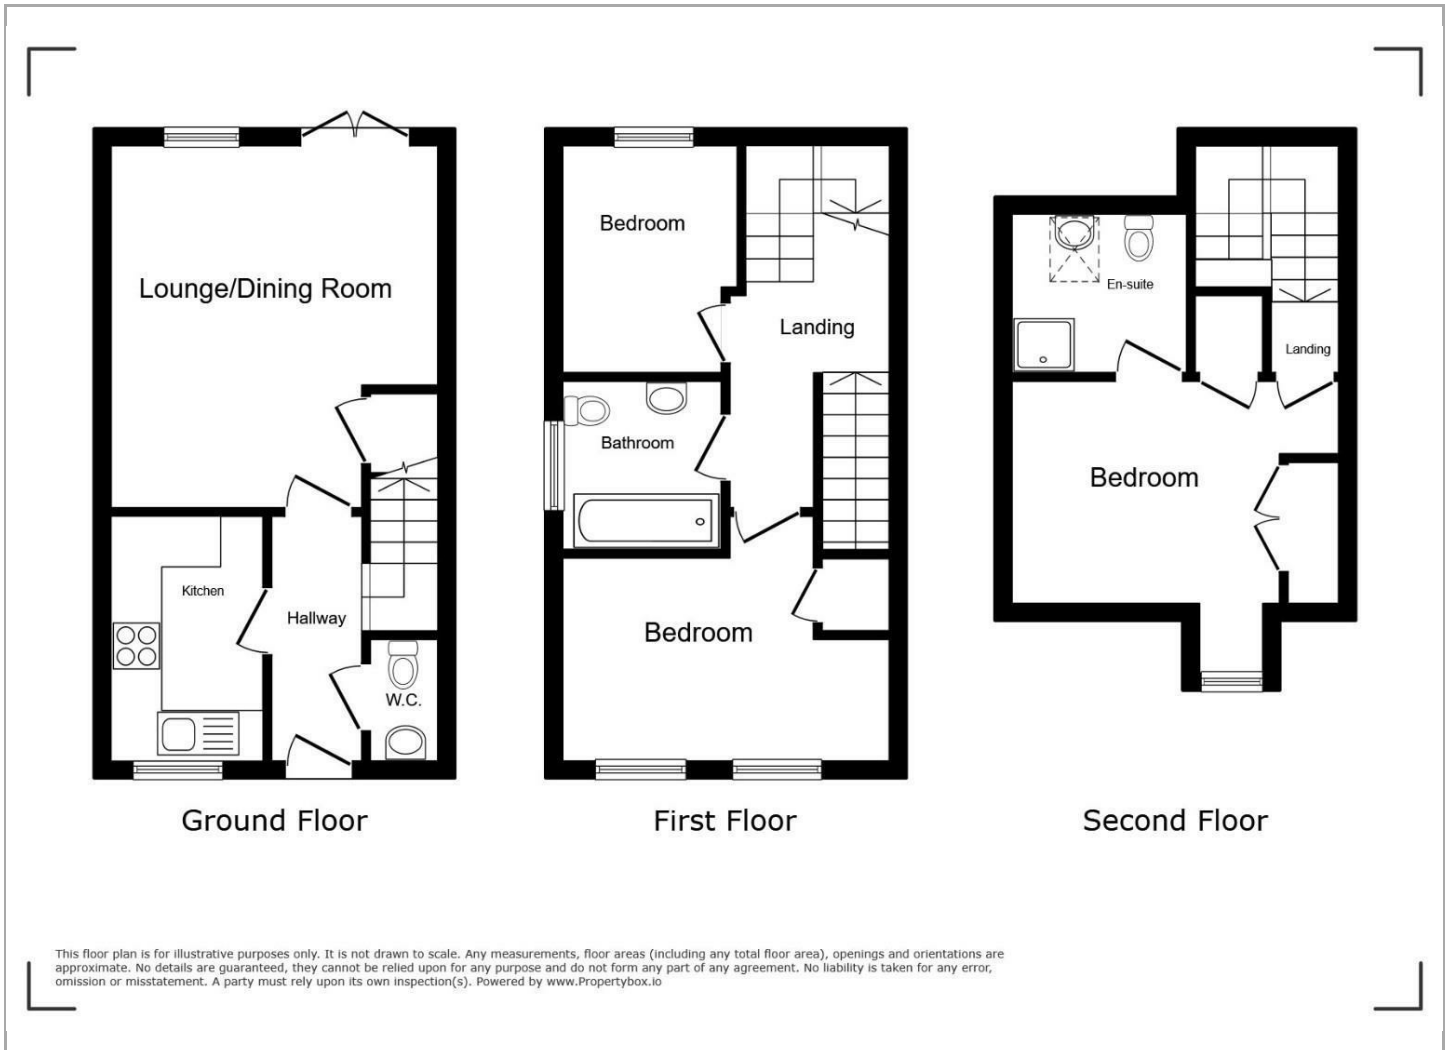 Lounge/Dining Room
Kitchen
Hallway
W.C.
Ground Floor
Bedroom
Landing
Bathroom
Bedroom
First Floor
En-suite
Landing
Bedroom
Second Floor
This floor plan is for illustrative purposes only. It is not drawn to scale. Any measurements, floor areas (including any total floor area), openings and orientations are
approximate. No details are guaranteed, they cannot be relied upon for any purpose and do not form any part of any agreement. No liability is taken for any error,
omission or misstatement. A party must rely upon its own inspection(s). Powered by www.Propertybox.io